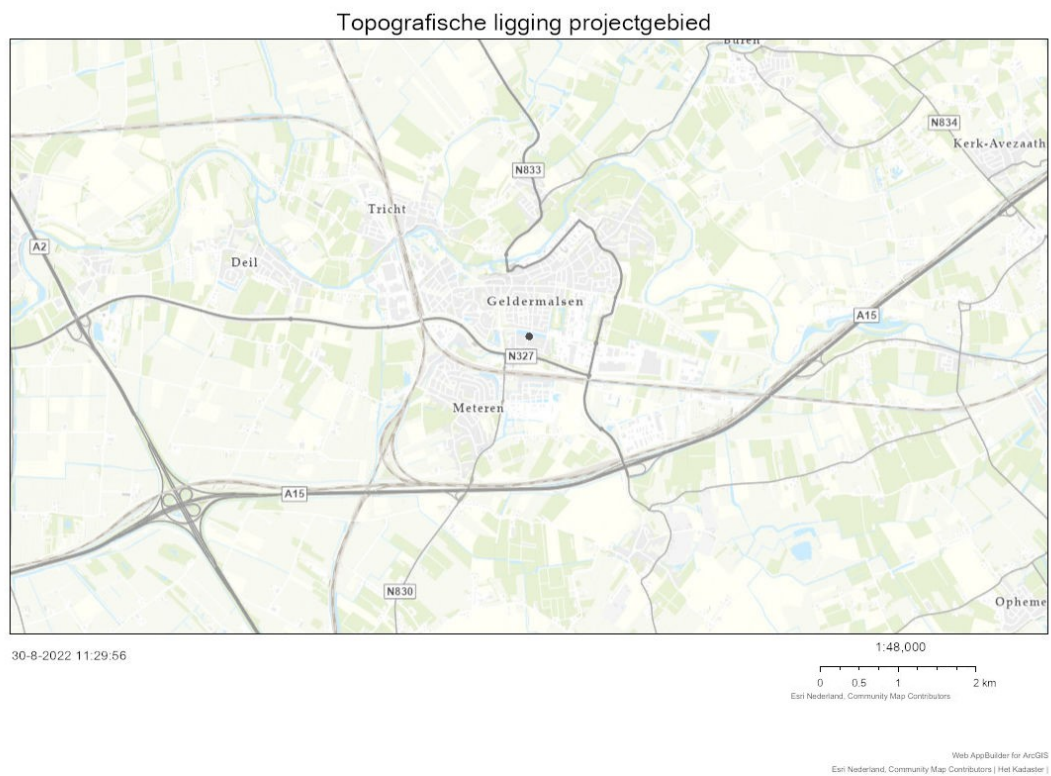 Topografische ligging projectgebied
Buren
N834
Kerk-Avezaath
N833
Tricht
A2
Deil
Geldermalsen
A15
N327
Meteren
A15
N830
Opheme
30-8-2022 11:29:56
1:48,000
0 0.5 1 2 km
Esri Nederland, Community Map Contributors
Web AppBuilder for ArcGIS
Esri Nederland, Community Map Contributors | Het Kadaster |